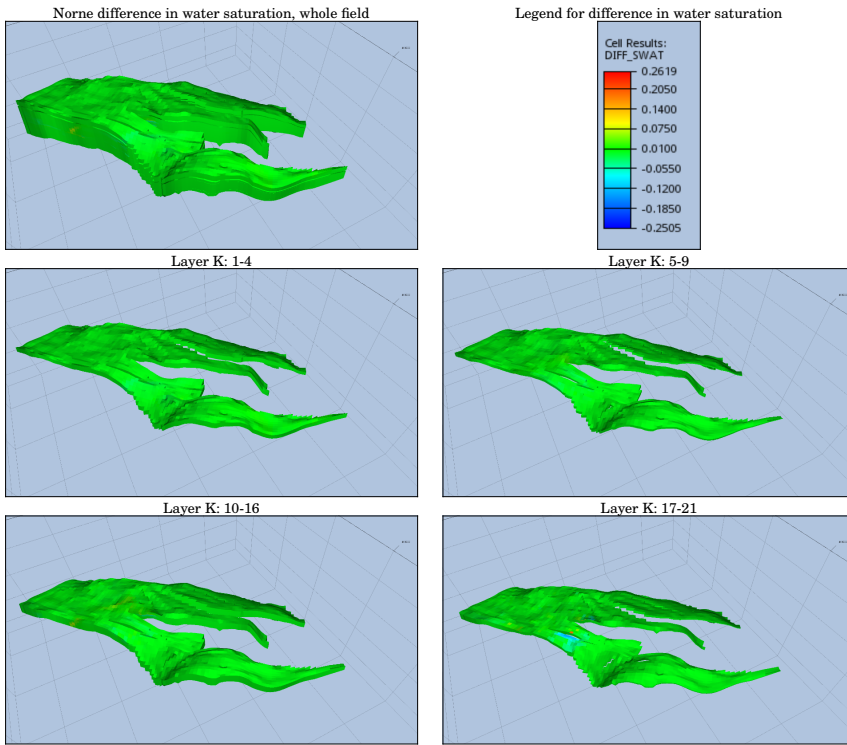 Norne difference in water saturation, whole field
Legend for difference in water saturation
Cell Results:
DIFF_SWAT
0.2619
0.2050
0.1400
0.0750
0.0100
-0.0550
-0.1200
-0.1850
-0.2505
Layer K: 1-4
Layer K: 5-9
Layer K: 10-16
Layer K: 17-21